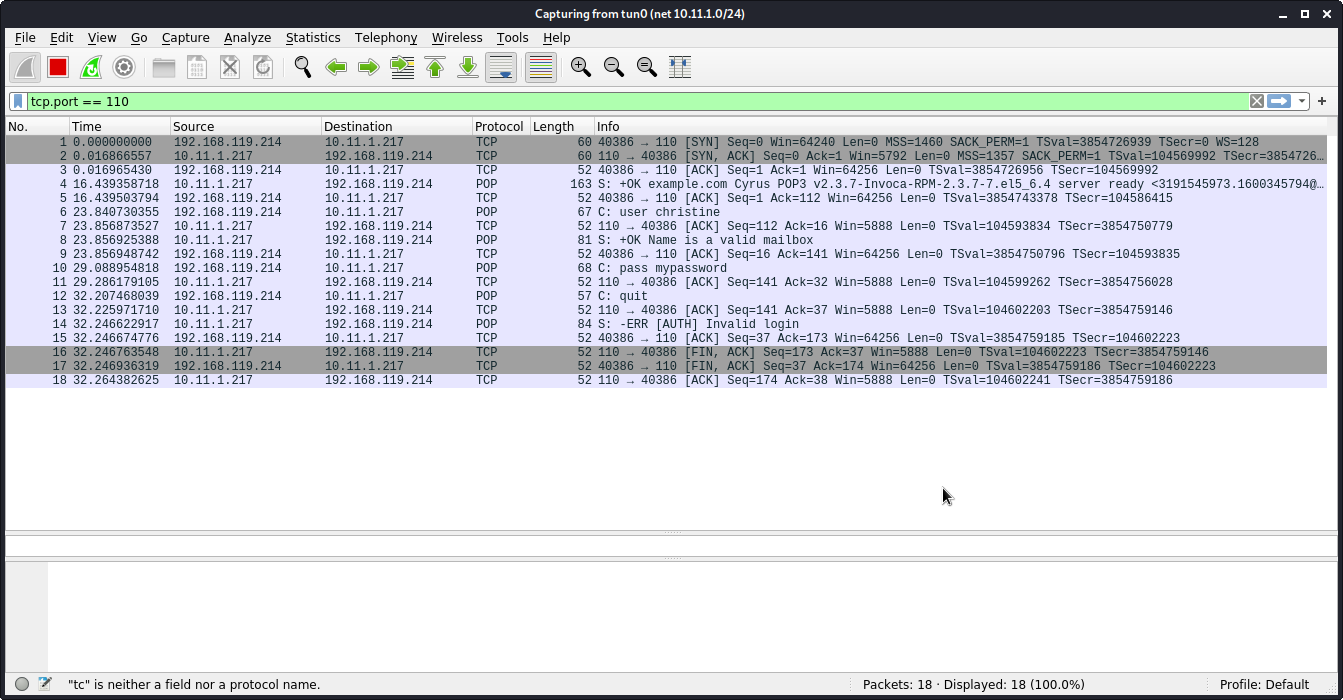 Capturing from tun0 (net 10.11.1.0/24)
File Edit View Go Capture Analyze Statistics Telephony Wireless Tools Help
tcp.port == 110
No. Time Source Destination Protocol Length Info
1 0.000000000 192.168.119.214 10.11.1.217 TCP 60 40386 → 110 [SYN] Seq=0 Win=64240 Len=0 MSS=1460 SACK_PERM=1 TSval=3854726939 TSecr=0 WS=128
2 0.016866557 10.11.1.217 192.168.119.214 TCP 60 110 → 40386 [SYN, ACK] Seq=0 Ack=1 Win=5792 Len=0 MSS=1357 SACK_PERM=1 TSval=104569992 TSecr=3854726…
3 0.016965430 192.168.119.214 10.11.1.217 TCP 52 40386 → 110 [ACK] Seq=1 Ack=1 Win=64256 Len=0 TSval=3854726956 TSecr=104569992
4 16.439358718 10.11.1.217 192.168.119.214 POP 163 S: +OK example.com Cyrus POP3 v2.3.7-Invoca-RPM-2.3.7-7.el5_6.4 server ready <3191545973.1600345794@…
5 16.439503794 192.168.119.214 10.11.1.217 TCP 52 40386 → 110 [ACK] Seq=1 Ack=112 Win=64256 Len=0 TSval=3854743378 TSecr=104586415
6 23.840730355 192.168.119.214 10.11.1.217 POP 67 C: user christine
7 23.856873527 10.11.1.217 192.168.119.214 TCP 52 110 → 40386 [ACK] Seq=112 Ack=16 Win=5888 Len=0 TSval=104593834 TSecr=3854750779
8 23.856925388 10.11.1.217 192.168.119.214 POP 81 S: +OK Name is a valid mailbox
9 23.856948742 192.168.119.214 10.11.1.217 TCP 52 40386 → 110 [ACK] Seq=16 Ack=141 Win=64256 Len=0 TSval=3854750796 TSecr=104593835
10 29.088954818 192.168.119.214 10.11.1.217 POP 68 C: pass mypassword
11 29.286179105 10.11.1.217 192.168.119.214 TCP 52 110 → 40386 [ACK] Seq=141 Ack=32 Win=5888 Len=0 TSval=104599262 TSecr=3854756028
12 32.207468039 192.168.119.214 10.11.1.217 POP 57 C: quit
13 32.225971710 10.11.1.217 192.168.119.214 TCP 52 110 → 40386 [ACK] Seq=141 Ack=37 Win=5888 Len=0 TSval=104602203 TSecr=3854759146
14 32.246622917 10.11.1.217 192.168.119.214 POP 84 S: -ERR [AUTH] Invalid login
15 32.246674776 192.168.119.214 10.11.1.217 TCP 52 40386 → 110 [ACK] Seq=37 Ack=173 Win=64256 Len=0 TSval=3854759185 TSecr=104602223
16 32.246763548 10.11.1.217 192.168.119.214 TCP 52 110 → 40386 [FIN, ACK] Seq=173 Ack=37 Win=5888 Len=0 TSval=104602223 TSecr=3854759146
17 32.246936319 192.168.119.214 10.11.1.217 TCP 52 40386 → 110 [FIN, ACK] Seq=37 Ack=174 Win=64256 Len=0 TSval=3854759186 TSecr=104602223
18 32.264382625 10.11.1.217 192.168.119.214 TCP 52 110 → 40386 [ACK] Seq=174 Ack=38 Win=5888 Len=0 TSval=104602241 TSecr=3854759186
"tc" is neither a field nor a protocol name. Packets: 18 · Displayed: 18 (100.0%) Profile: Default